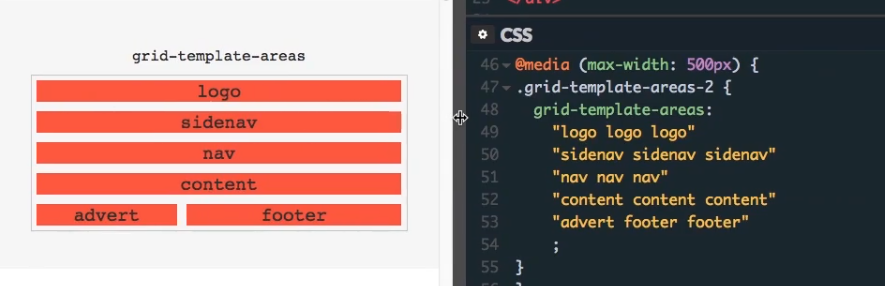 grid-template-areas
logo
sidenav
nav
content
advert footer
</div>
CSS
46 @media (max-width: 500px) {
47 .grid-template-areas-2 {
48 grid-template-areas:
49 "logo logo logo"
50 "sidenav sidenav sidenav"
51 "nav nav nav"
52 "content content content"
53 "advert footer footer"
54 ;
55 }